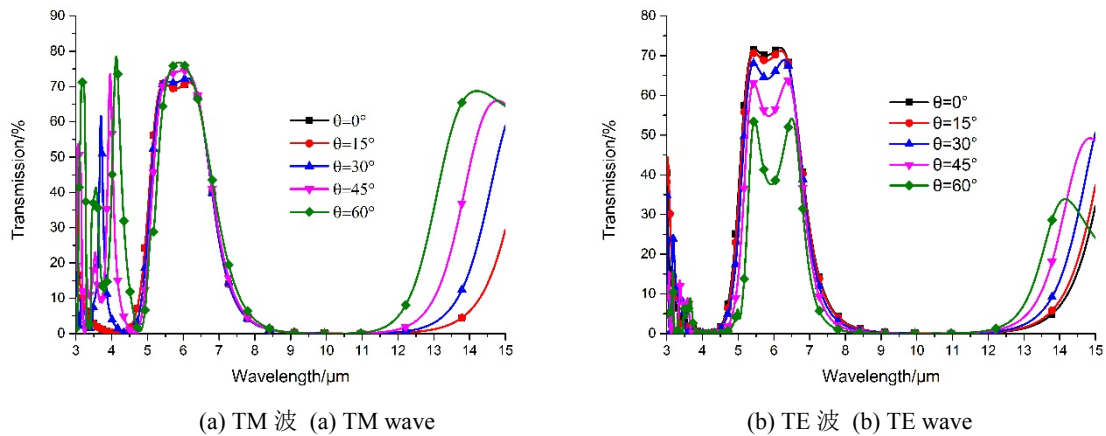 90
80
70
60
50
40
30
20
10
0
Transmission/%
θ=0°
θ=15°
θ=30°
θ=45°
θ=60°
3 4 5 6 7 8 9 10 11 12 13 14 15
Wavelength/μm
(a) TM 波 (a) TM wave
80
70
60
50
40
30
20
10
0
Transmission/%
θ=0°
θ=15°
θ=30°
θ=45°
θ=60°
3 4 5 6 7 8 9 10 11 12 13 14 15
Wavelength/μm
(b) TE 波 (b) TE wave